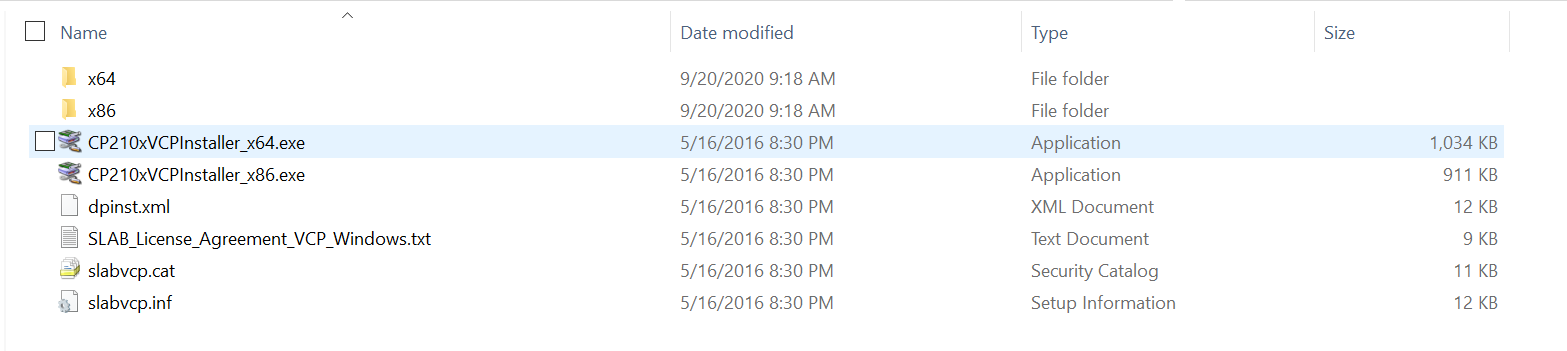 Name Date modified Type Size
x64 9/20/2020 9:18 AM File folder
x86 9/20/2020 9:18 AM File folder
CP210xVCPInstaller_x64.exe 5/16/2016 8:30 PM Application 1,034 KB
CP210xVCPInstaller_x86.exe 5/16/2016 8:30 PM Application 911 KB
dpinst.xml 5/16/2016 8:30 PM XML Document 12 KB
SLAB_License_Agreement_VCP_Windows.txt 5/16/2016 8:30 PM Text Document 9 KB
slabvcp.cat 5/16/2016 8:30 PM Security Catalog 11 KB
slabvcp.inf 5/16/2016 8:30 PM Setup Information 12 KB